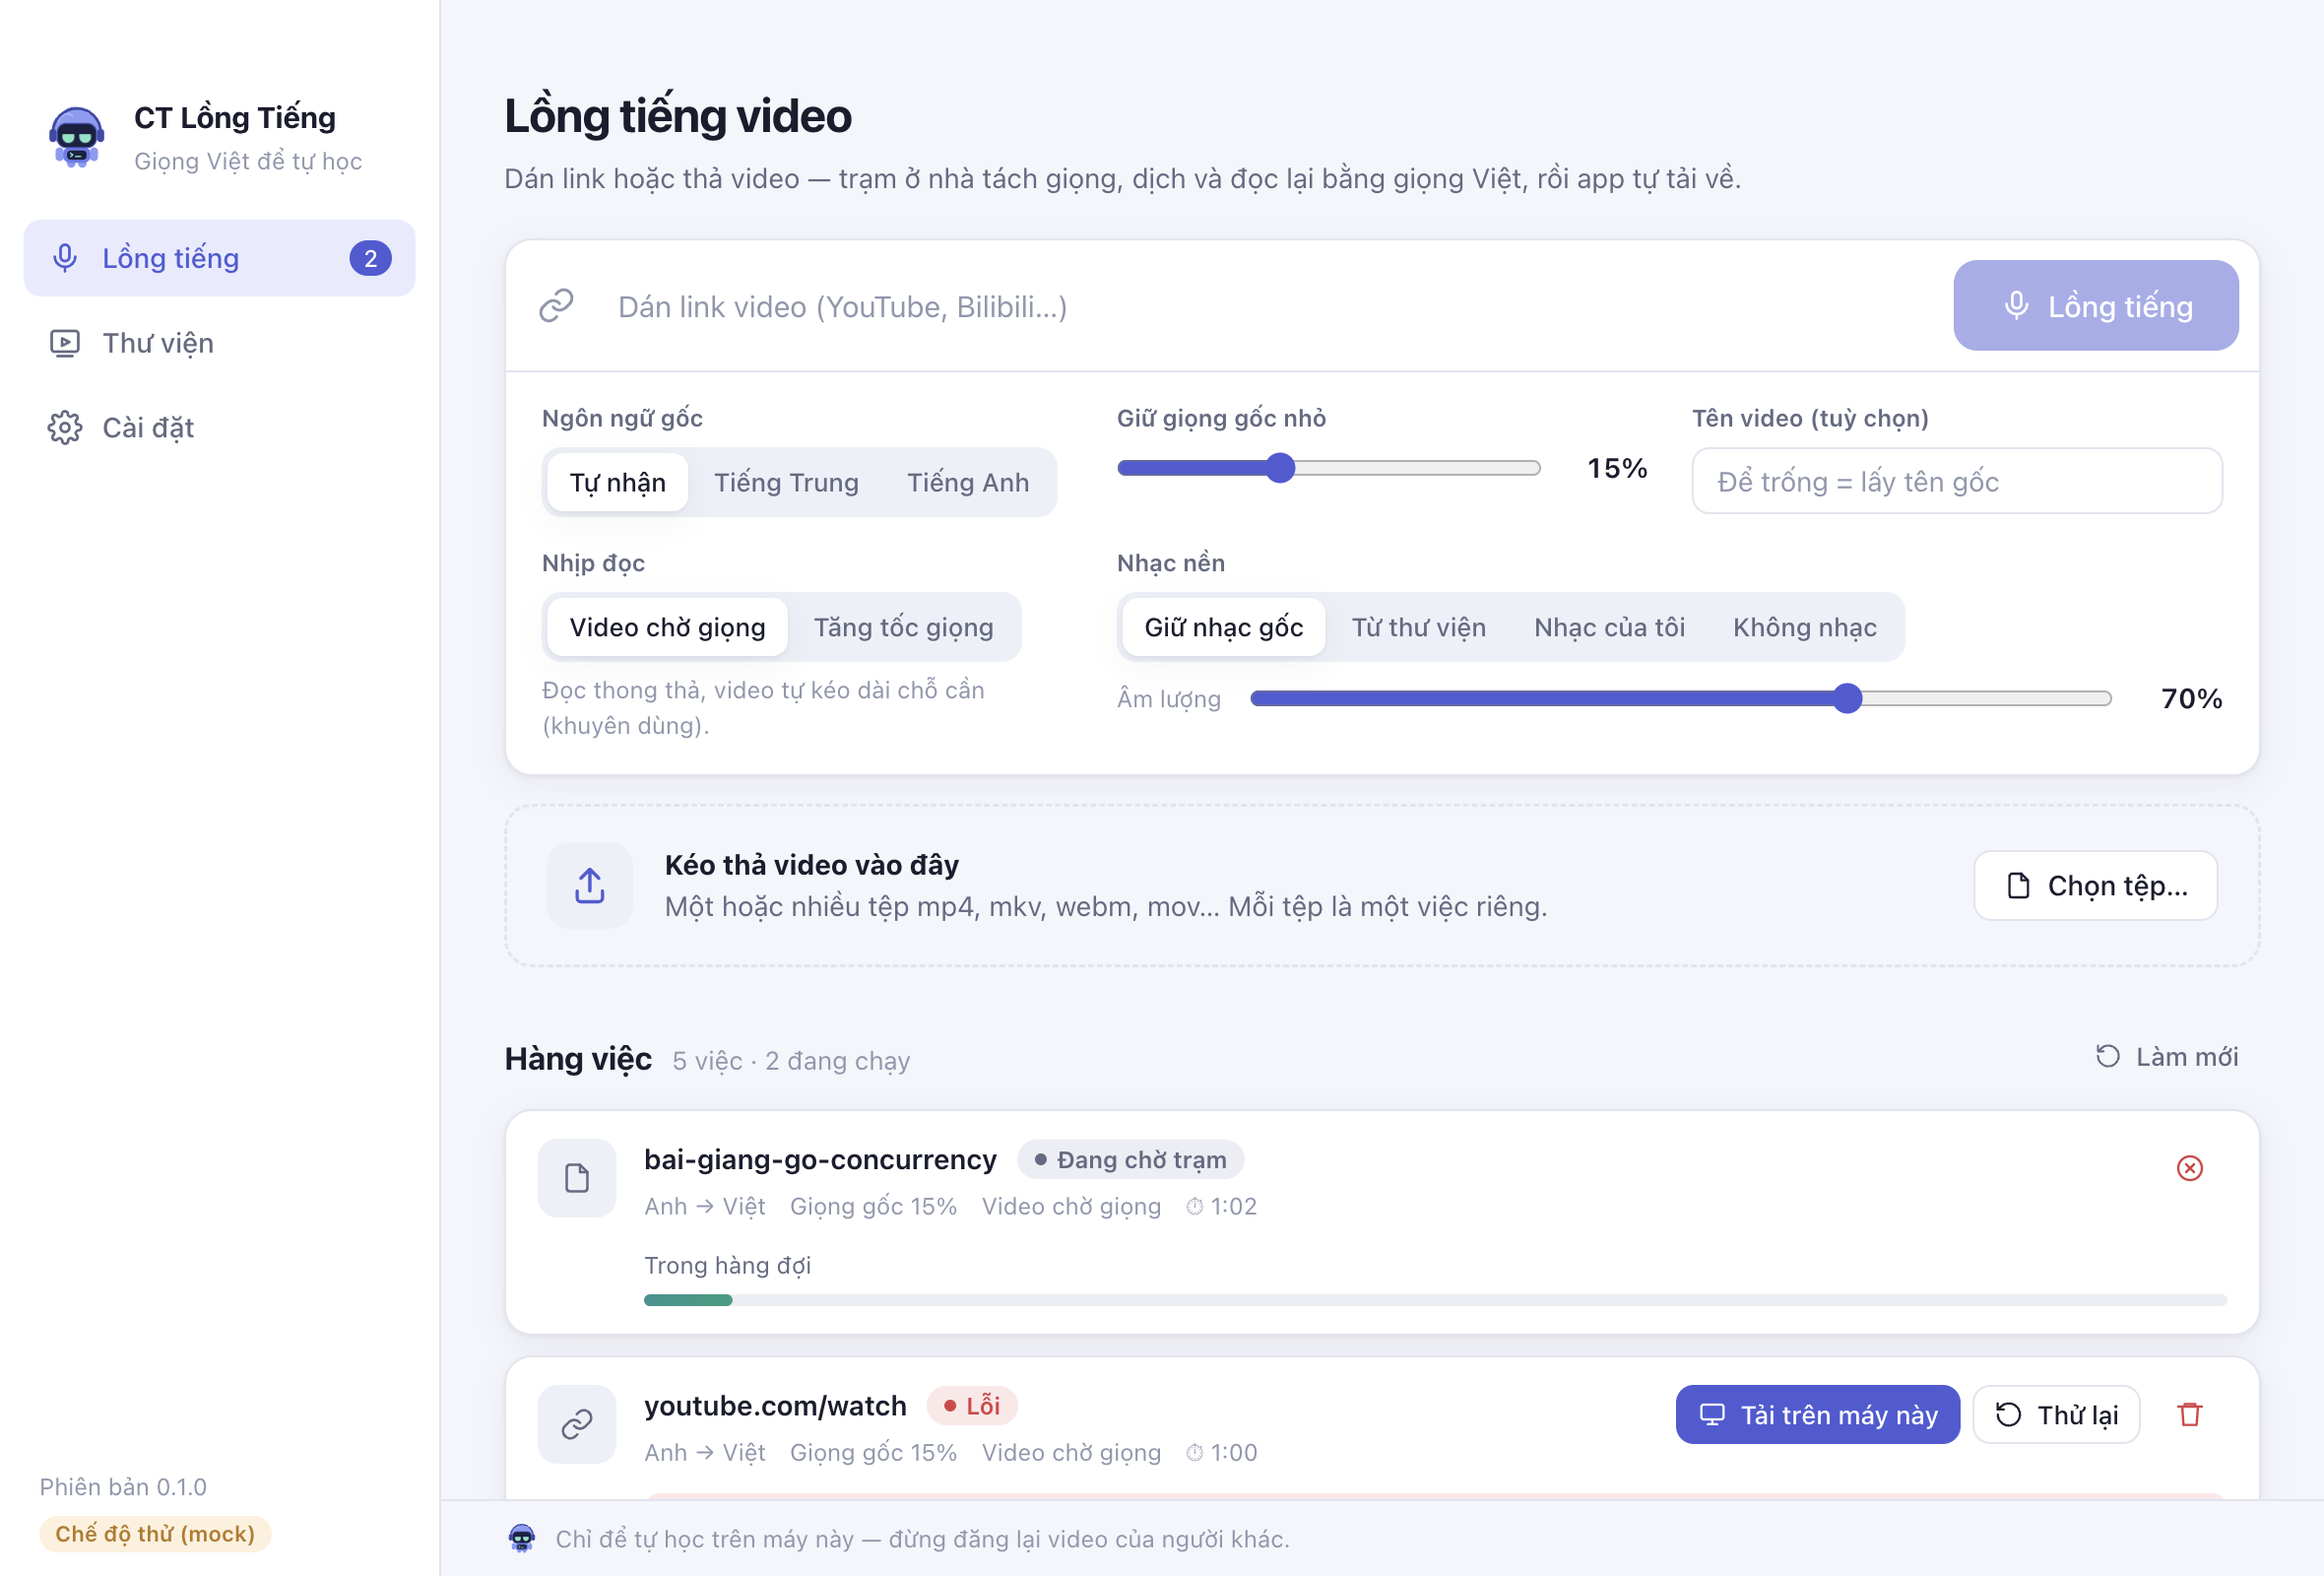 CT Lồng Tiếng
Giọng Việt để tự học
Lồng tiếng 2
Thư viện
Cài đặt
Phiên bản 0.1.0
Chế độ thử (mock)
Lồng tiếng video
Dán link hoặc thả video — trạm ở nhà tách giọng, dịch và đọc lại bằng giọng Việt, rồi app tự tải về.
Dán link video (YouTube, Bilibili...)
Lồng tiếng
Ngôn ngữ gốc
Tự nhận Tiếng Trung Tiếng Anh
Giữ giọng gốc nhỏ
15%
Tên video (tuỳ chọn)
Để trống = lấy tên gốc
Nhịp đọc
Video chờ giọng Tăng tốc giọng
Đọc thong thả, video tự kéo dài chỗ cần
(khuyên dùng).
Nhạc nền
Giữ nhạc gốc Từ thư viện Nhạc của tôi Không nhạc
Âm lượng 70%
Kéo thả video vào đây
Một hoặc nhiều tệp mp4, mkv, webm, mov... Mỗi tệp là một việc riêng.
Chọn tệp...
Hàng việc 5 việc · 2 đang chạy
Làm mới
bai-giang-go-concurrency Đang chờ trạm
Anh → Việt Giọng gốc 15% Video chờ giọng ⏱ 1:02
Trong hàng đợi
youtube.com/watch Lỗi
Tải trên máy này Thử lại
Anh → Việt Giọng gốc 15% Video chờ giọng ⏱ 1:00
Chỉ để tự học trên máy này — đừng đăng lại video của người khác.